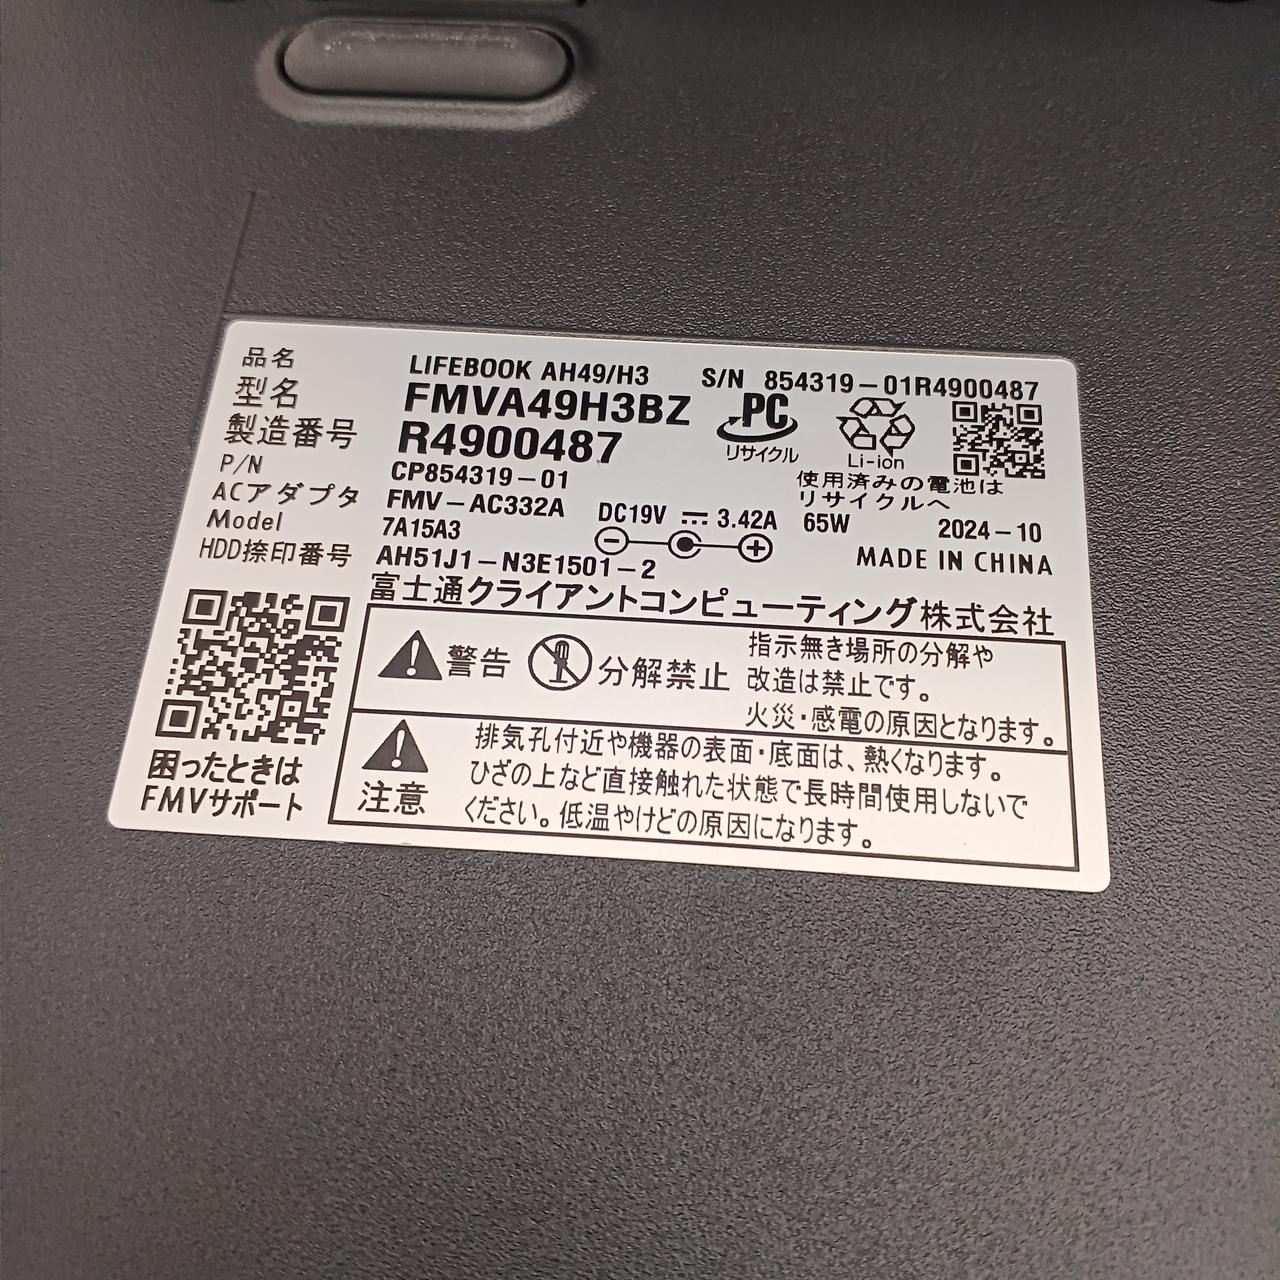 品名 LIFEBOOK AH49/H3 S/N 854319-01R4900487
型名 FMVA49H3BZ
製造番号 R4900487
PC
リサイクル
Li-ion
P/N CP854319-01
使用済みの電池は
リサイクルへ
ACアダプタ FMV-AC332A DC19V 3.42A 65W 2024-10
Model 7A15A3
MADE IN CHINA
HDD捺印番号 AH51J1-N3E1501-2
富士通クライアントコンピューティング株式会社
警告 分解禁止
指示無き場所の分解や
改造は禁止です。
火災・感電の原因となります。
注意
排気孔付近や機器の表面・底面は、熱くなります。
ひざの上など直接触れた状態で長時間使用しないで
ください。低温やけどの原因になります。
困ったときは
FMVサポート